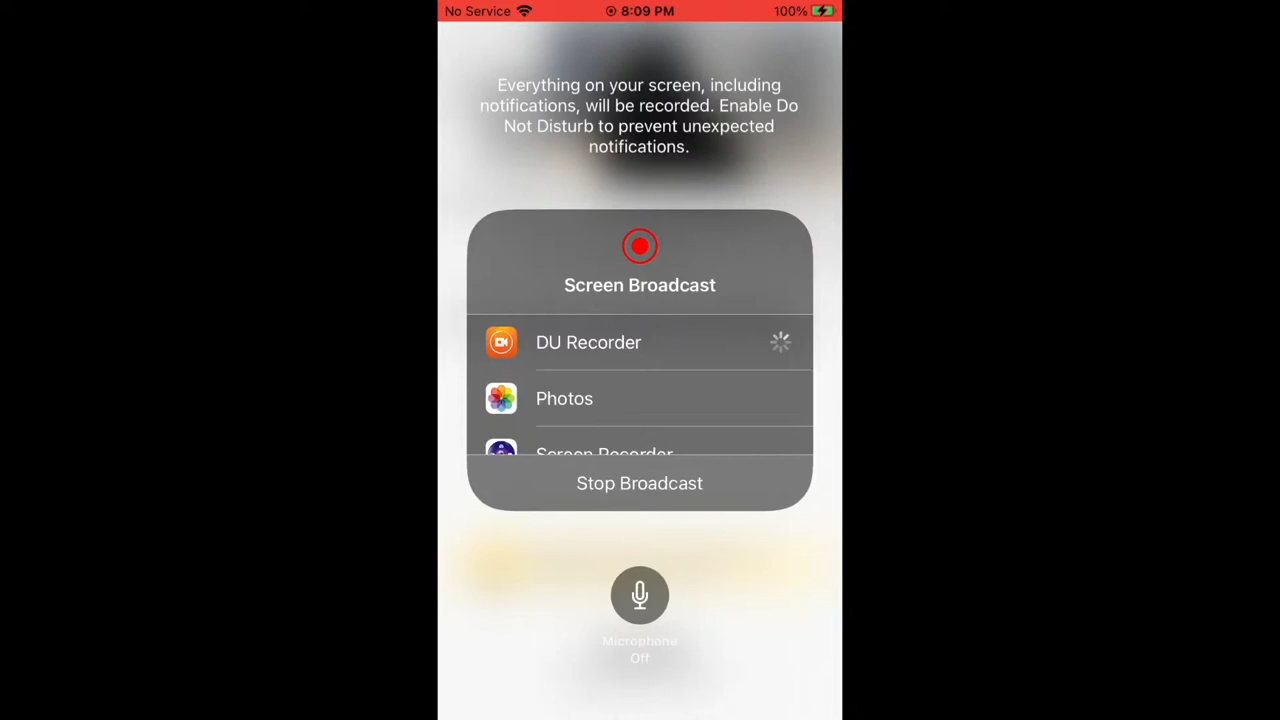 No Service 8:09 PM 100%
Everything on your screen, including
notifications, will be recorded. Enable Do
Not Disturb to prevent unexpected
notifications.
Screen Broadcast
DU Recorder
Photos
Screen Recorder
Stop Broadcast
Microphone
Off